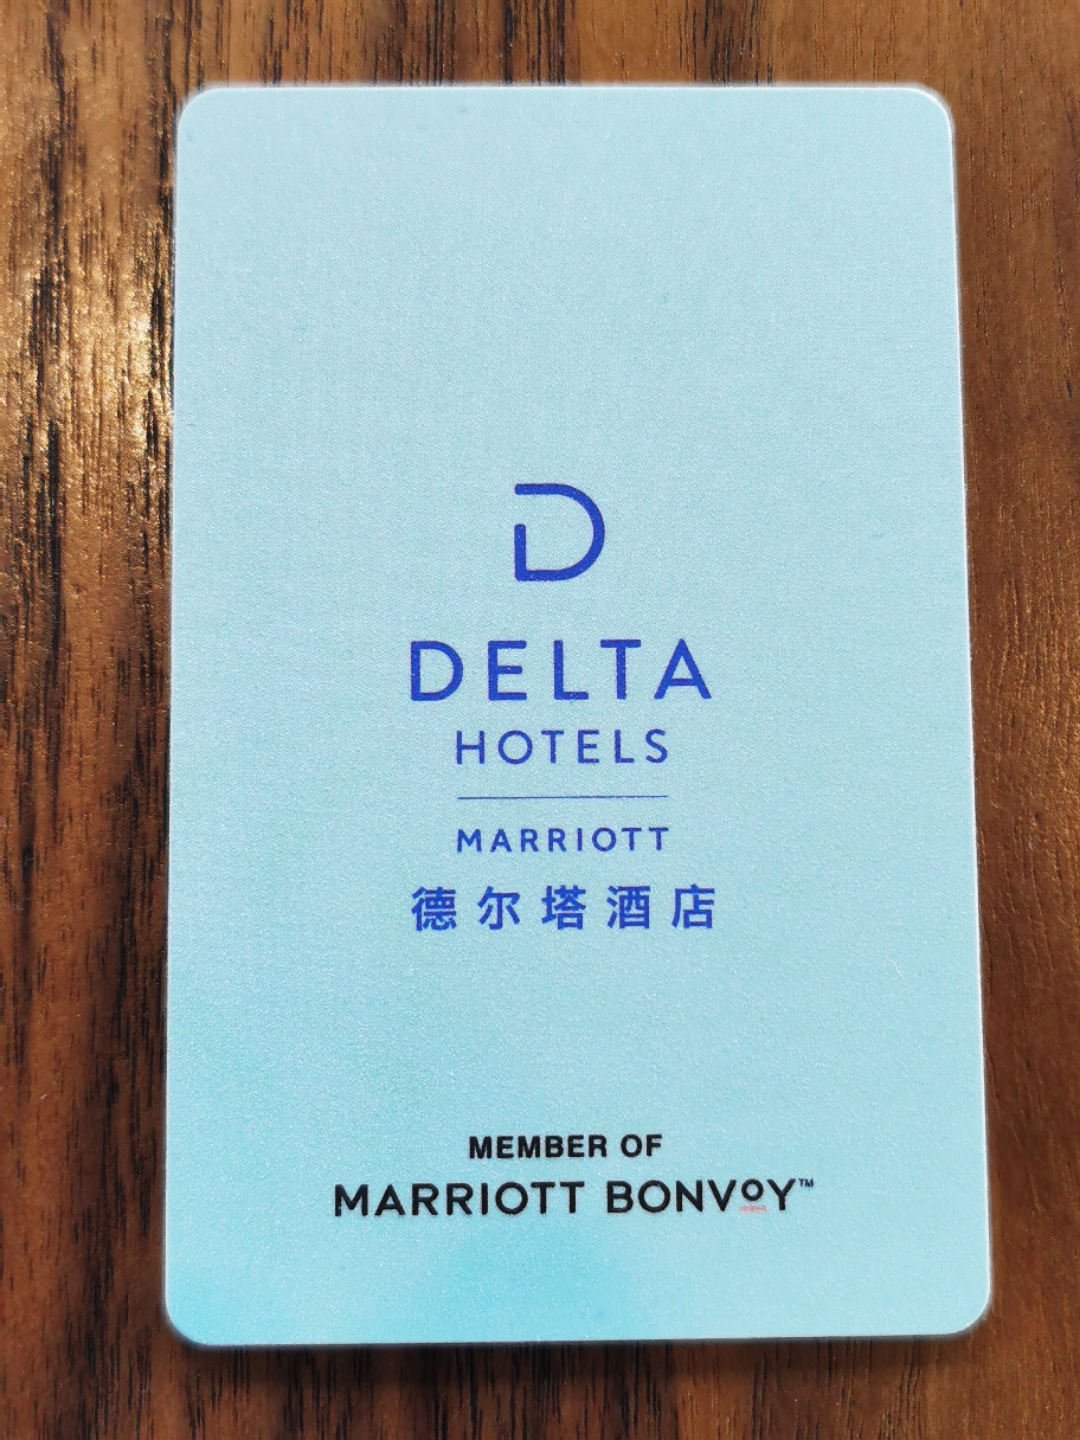 D
DELTA
HOTELS
MARRIOTT
德尔塔酒店
MEMBER OF
MARRIOTT BONVOY™